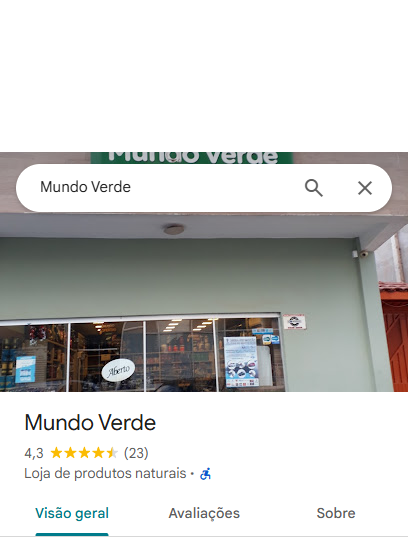 Mundo Verde
Mundo Verde
Aberto
Mundo Verde
4,3 (23)
Loja de produtos naturais ·
Visão geral Avaliações Sobre